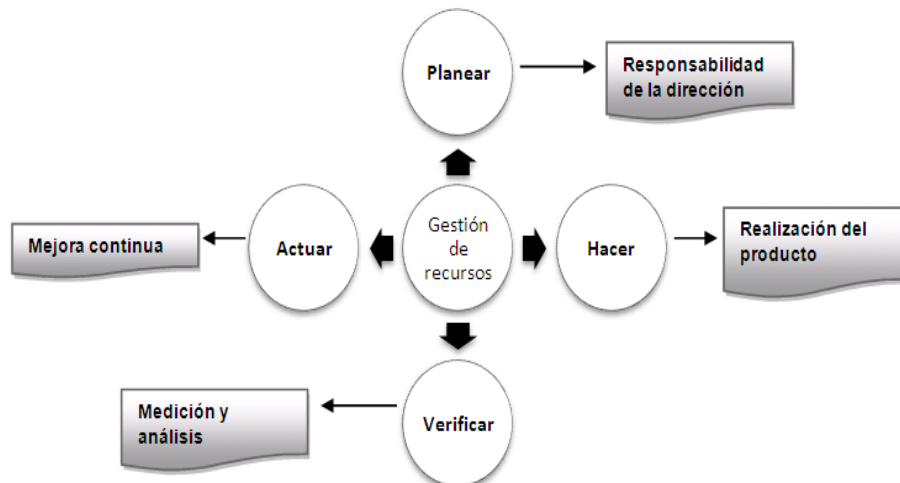 Planear
Responsabilidad
de la dirección
Mejora continua
Actuar
Gestión
de
recursos
Hacer
Realización del
producto
Medición y
análisis
Verificar